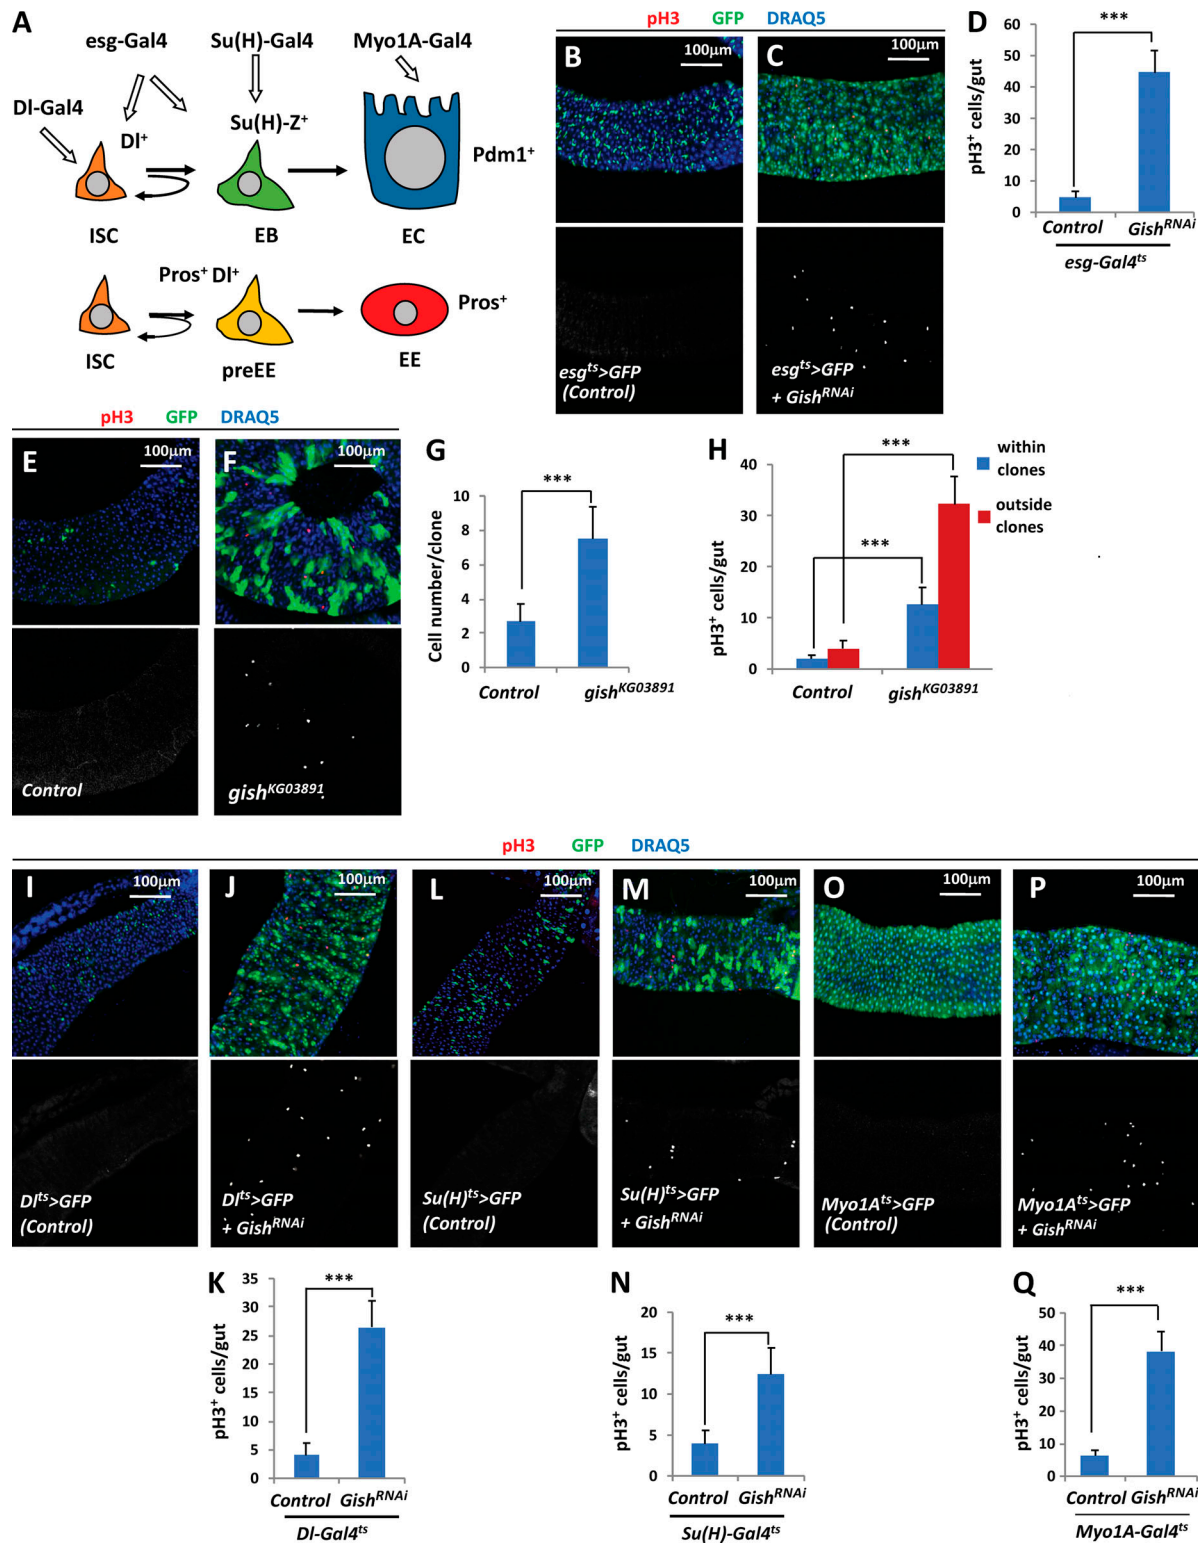 A
esg-Gal4
Su(H)-Gal4
Myo1A-Gal4
Dl-Gal4
Dl⁺
Su(H)-Z⁺
Pdm1⁺
ISC
EB
EC
Pros⁺ Dl⁺
Pros⁺
ISC
preEE
EE
pH3 GFP DRAQ5
B
100μm
C
100μm
esgᵗˢ>GFP
(Control)
esgᵗˢ>GFP
+ Gishᴿᴺᴬⁱ
D
***
pH3⁺ cells/gut
60
50
40
30
20
10
0
Control Gishᴿᴺᴬⁱ
esg-Gal4ᵗˢ
pH3 GFP DRAQ5
E
100μm
F
100μm
Control
gishᴷᴳ⁰³⁸⁹¹
G
***
Cell number/clone
10
8
6
4
2
0
Control gishᴷᴳ⁰³⁸⁹¹
H
***
***
within
clones
outside
clones
pH3⁺ cells/gut
40
30
20
10
0
Control gishᴷᴳ⁰³⁸⁹¹
pH3 GFP DRAQ5
I
100μm
J
100μm
L
100μm
M
100μm
O
100μm
P
100μm
Dlᵗˢ>GFP
(Control)
Dlᵗˢ>GFP
+ Gishᴿᴺᴬⁱ
Su(H)ᵗˢ>GFP
(Control)
Su(H)ᵗˢ>GFP
+ Gishᴿᴺᴬⁱ
Myo1Aᵗˢ>GFP
(Control)
Myo1Aᵗˢ>GFP
+ Gishᴿᴺᴬⁱ
K
***
pH3⁺ cells/gut
35
30
25
20
15
10
5
0
Control Gishᴿᴺᴬⁱ
Dl-Gal4ᵗˢ
N
***
pH3⁺ cells/gut
20
15
10
5
0
Control Gishᴿᴺᴬⁱ
Su(H)-Gal4ᵗˢ
Q
***
pH3⁺ cells/gut
50
40
30
20
10
0
Control Gishᴿᴺᴬⁱ
Myo1A-Gal4ᵗˢ